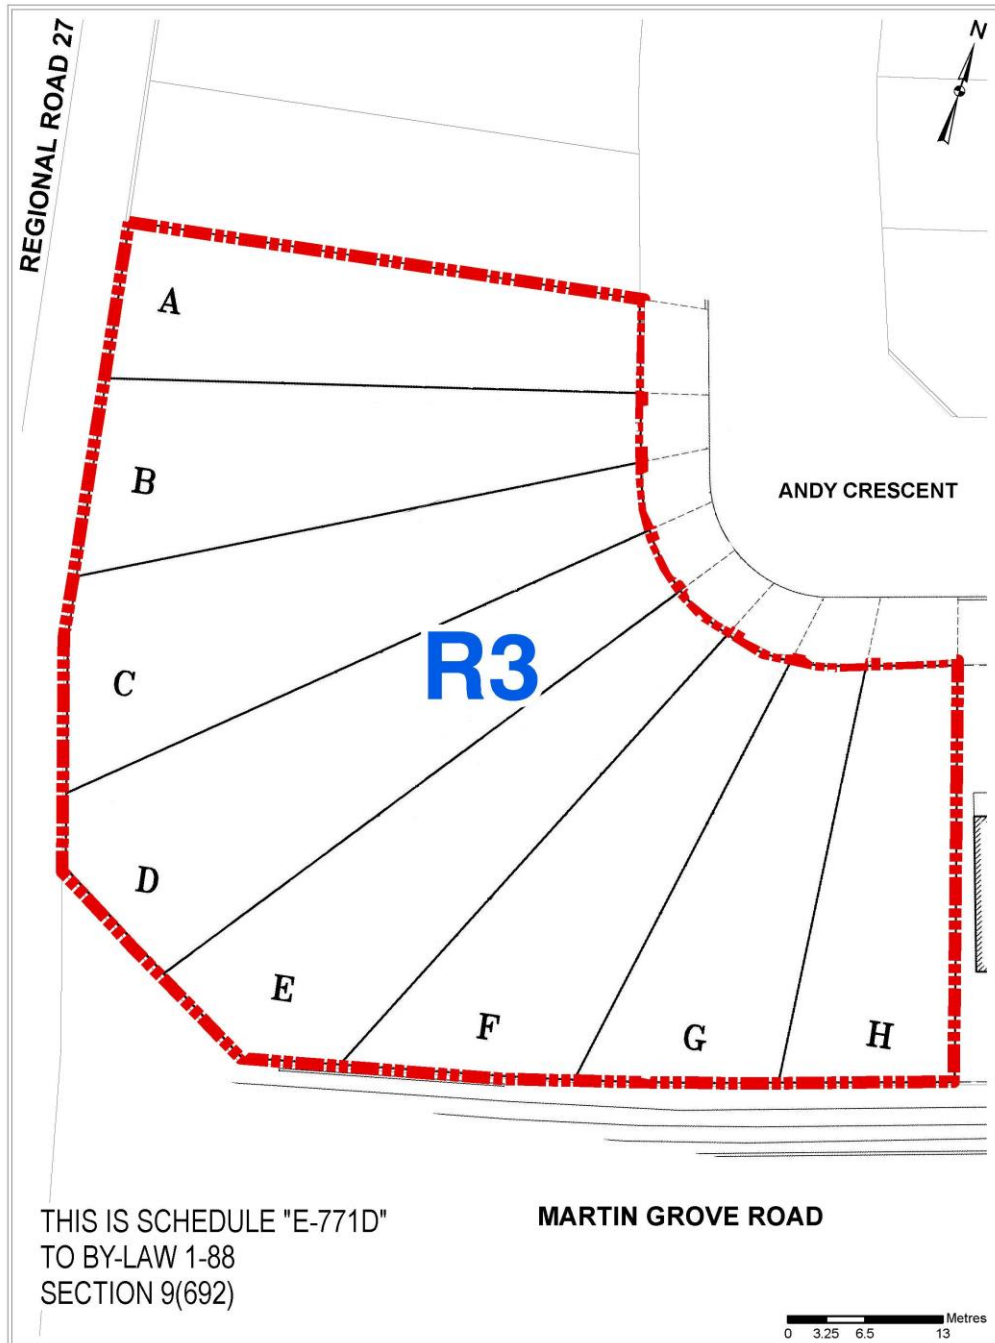 REGIONAL ROAD 27
N
A
B
ANDY CRESCENT
R3
C
D
E
F
G
H
THIS IS SCHEDULE "E-771D"
TO BY-LAW 1-88
SECTION 9(692)
MARTIN GROVE ROAD
Metres
0 3.25 6.5 13